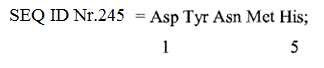 SEQ ID Nr.245 = Asp Tyr Asn Met His;
1 5